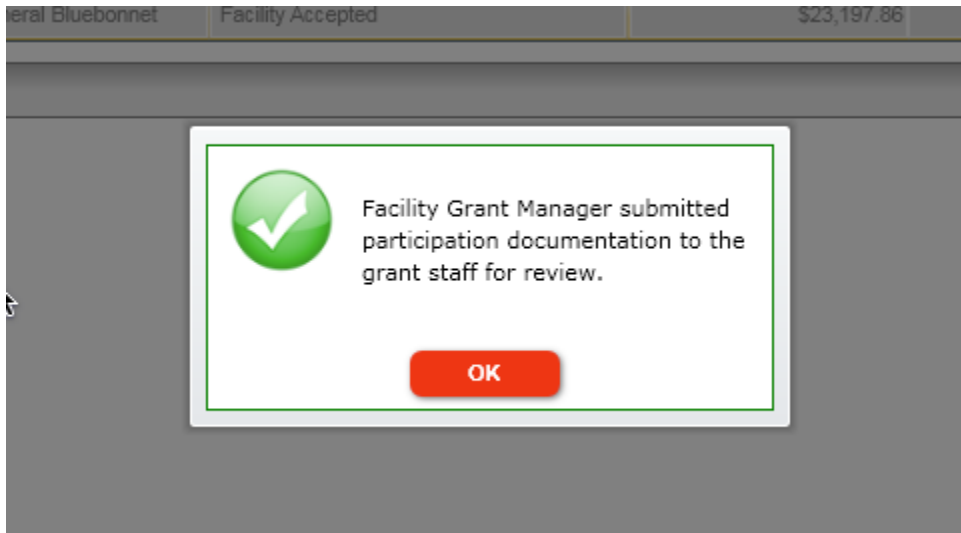 neral Bluebonnet Facility Accepted $23,197.86
Facility Grant Manager submitted
participation documentation to the
grant staff for review.
OK